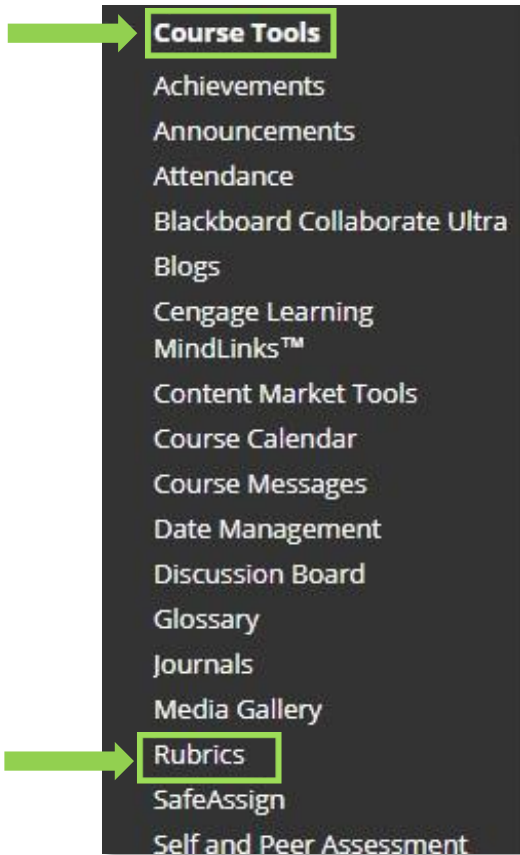 Course Tools
Achievements
Announcements
Attendance
Blackboard Collaborate Ultra
Blogs
Cengage Learning
MindLinks™
Content Market Tools
Course Calendar
Course Messages
Date Management
Discussion Board
Glossary
Journals
Media Gallery
Rubrics
SafeAssign
Self and Peer Assessment